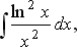 ∫ ln² x / x² dx,